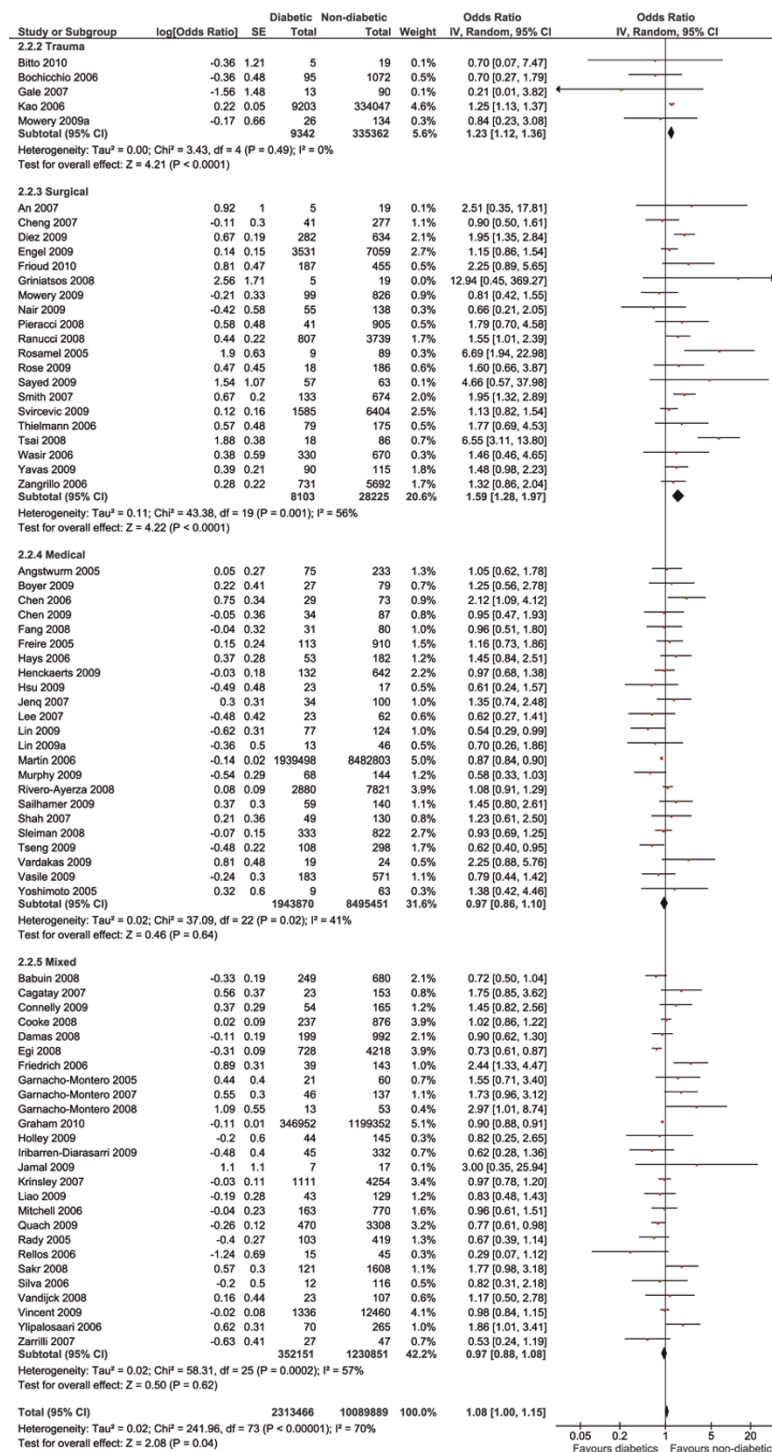 Diabetic Non-diabetic Odds Ratio Odds Ratio
Study or Subgroup log[Odds Ratio] SE Total Total Weight IV, Random, 95% CI IV, Random, 95% CI
2.2.2 Trauma
Bitto 2010 -0.36 1.21 5 19 0.1% 0.70 [0.07, 7.47]
Bochicchio 2006 -0.36 0.48 95 1072 0.5% 0.70 [0.27, 1.79]
Gale 2007 -1.56 1.48 13 90 0.1% 0.21 [0.01, 3.82]
Kao 2006 0.22 0.05 9203 334047 4.6% 1.25 [1.13, 1.37]
Mowery 2009a -0.17 0.66 26 134 0.3% 0.84 [0.23, 3.08]
Subtotal (95% CI) 9342 335362 5.6% 1.23 [1.12, 1.36]
Heterogeneity: Tau² = 0.00; Chi² = 3.43, df = 4 (P = 0.49); I² = 0%
Test for overall effect: Z = 4.21 (P < 0.0001)
2.2.3 Surgical
An 2007 0.92 1 5 19 0.1% 2.51 [0.35, 17.81]
Cheng 2007 -0.11 0.3 41 277 1.1% 0.90 [0.50, 1.61]
Diez 2009 0.67 0.19 282 634 2.1% 1.95 [1.35, 2.84]
Engel 2009 0.14 0.15 3531 7059 2.7% 1.15 [0.86, 1.54]
Frioud 2010 0.81 0.47 187 455 0.5% 2.25 [0.89, 5.65]
Griniatsos 2008 2.56 1.71 5 19 0.0% 12.94 [0.45, 369.27]
Mowery 2009 -0.21 0.33 99 826 1.0% 0.81 [0.42, 1.55]
Nair 2009 -0.42 0.58 55 138 0.4% 0.66 [0.21, 2.05]
Pieracci 2008 0.58 0.48 41 905 0.5% 1.79 [0.70, 4.58]
Ranucci 2008 0.44 0.22 807 3739 1.7% 1.55 [1.01, 2.39]
Rosamel 2005 1.9 0.63 9 89 0.3% 6.69 [1.94, 22.98]
Rose 2009 0.47 0.45 18 186 0.6% 1.60 [0.66, 3.87]
Sayed 2009 1.54 1.07 57 63 0.1% 4.66 [0.57, 37.98]
Smith 2007 0.67 0.2 133 674 2.0% 1.95 [1.32, 2.89]
Svircevic 2009 0.12 0.16 1585 6404 2.5% 1.13 [0.82, 1.54]
Thielmann 2006 0.57 0.48 79 175 0.5% 1.77 [0.69, 4.53]
Tsai 2008 1.88 0.38 18 86 0.8% 6.55 [3.11, 13.80]
Wasir 2006 0.38 0.59 330 670 0.4% 1.46 [0.46, 4.65]
Yavas 2009 0.39 0.21 90 115 1.8% 1.48 [0.98, 2.23]
Zangrillo 2006 0.28 0.22 731 5692 1.7% 1.32 [0.86, 2.04]
Subtotal (95% CI) 8103 28225 20.6% 1.59 [1.28, 1.97]
Heterogeneity: Tau² = 0.11; Chi² = 43.38, df = 19 (P = 0.001); I² = 56%
Test for overall effect: Z = 4.22 (P < 0.0001)
2.2.4 Medical
Angstwurm 2005 0.05 0.27 75 233 1.3% 1.05 [0.62, 1.78]
Boyer 2009 0.22 0.41 27 79 0.7% 1.25 [0.56, 2.78]
Chen 2006 0.75 0.34 29 73 0.9% 2.12 [1.09, 4.12]
Chen 2009 -0.05 0.36 34 87 0.9% 0.95 [0.47, 1.93]
Fang 2008 -0.04 0.32 31 80 1.0% 0.96 [0.51, 1.80]
Freire 2005 0.15 0.24 113 910 1.5% 1.16 [0.73, 1.86]
Hays 2006 0.37 0.28 53 182 1.2% 1.45 [0.84, 2.51]
Henckaerts 2009 -0.03 0.18 132 642 2.2% 0.97 [0.68, 1.38]
Hsu 2009 -0.49 0.48 23 17 0.5% 0.61 [0.24, 1.57]
Jenq 2007 0.3 0.31 34 100 1.1% 1.35 [0.74, 2.48]
Lee 2007 -0.48 0.42 23 62 0.7% 0.62 [0.27, 1.41]
Lin 2009 -0.62 0.31 77 124 1.1% 0.54 [0.29, 0.99]
Lin 2009a -0.36 0.5 13 46 0.5% 0.70 [0.26, 1.86]
Martin 2006 -0.14 0.02 1939498 8482803 5.0% 0.87 [0.84, 0.90]
Murphy 2009 -0.54 0.29 68 144 1.2% 0.58 [0.33, 1.03]
Rivero-Ayerza 2008 0.08 0.09 2880 7821 3.9% 1.08 [0.91, 1.29]
Sailhamer 2009 0.37 0.3 59 140 1.1% 1.45 [0.80, 2.61]
Shah 2007 0.21 0.36 49 130 0.9% 1.23 [0.61, 2.50]
Sleiman 2008 -0.07 0.15 333 822 2.7% 0.93 [0.69, 1.25]
Tseng 2009 -0.48 0.22 108 298 1.7% 0.62 [0.40, 0.95]
Vardakas 2009 0.81 0.48 19 24 0.5% 2.25 [0.88, 5.76]
Vasile 2009 -0.24 0.3 183 571 1.1% 0.79 [0.44, 1.42]
Yoshimoto 2005 0.32 0.6 9 63 0.3% 1.38 [0.42, 4.46]
Subtotal (95% CI) 1943870 8495451 31.6% 0.97 [0.86, 1.10]
Heterogeneity: Tau² = 0.02; Chi² = 37.09, df = 22 (P = 0.02); I² = 41%
Test for overall effect: Z = 0.46 (P = 0.64)
2.2.5 Mixed
Babuin 2008 -0.33 0.19 249 680 2.1% 0.72 [0.50, 1.04]
Cagatay 2007 0.56 0.37 23 153 0.8% 1.75 [0.85, 3.62]
Connelly 2009 0.37 0.29 54 165 1.2% 1.45 [0.82, 2.56]
Cooke 2008 0.02 0.09 237 876 3.9% 1.02 [0.86, 1.22]
Damas 2008 -0.11 0.19 199 992 2.1% 0.90 [0.62, 1.30]
Egi 2008 -0.31 0.09 728 4218 3.9% 0.73 [0.61, 0.87]
Friedrich 2006 0.89 0.31 39 143 1.1% 2.44 [1.33, 4.47]
Garnacho-Montero 2005 0.44 0.4 21 60 0.7% 1.55 [0.71, 3.40]
Garnacho-Montero 2007 0.55 0.3 46 137 1.1% 1.73 [0.96, 3.12]
Garnacho-Montero 2008 1.09 0.55 13 53 0.4% 2.97 [1.01, 8.74]
Graham 2010 -0.11 0.01 346952 1199352 5.1% 0.90 [0.88, 0.91]
Holley 2009 -0.2 0.6 44 145 0.3% 0.82 [0.25, 2.65]
Iribarren-Diarasarri 2009 -0.48 0.4 45 332 0.7% 0.62 [0.28, 1.36]
Jamal 2009 1.1 1.1 7 17 0.1% 3.00 [0.35, 25.94]
Krinsley 2007 -0.03 0.11 1111 4254 3.5% 0.97 [0.78, 1.20]
Liao 2009 -0.19 0.28 43 129 1.2% 0.83 [0.48, 1.43]
Mitchell 2006 -0.04 0.23 163 770 1.6% 0.96 [0.61, 1.51]
Quach 2009 -0.26 0.12 470 3308 3.3% 0.77 [0.61, 0.98]
Rady 2005 -0.4 0.27 103 419 1.3% 0.67 [0.39, 1.14]
Rellos 2006 -1.24 0.69 15 45 0.3% 0.29 [0.07, 1.12]
Sakr 2008 0.57 0.3 121 1608 1.1% 1.77 [0.98, 3.18]
Silva 2006 -0.2 0.5 12 116 0.5% 0.82 [0.31, 2.18]
Vandijck 2008 0.16 0.44 23 107 0.6% 1.17 [0.50, 2.78]
Vincent 2009 -0.02 0.08 1336 12460 4.1% 0.98 [0.84, 1.15]
Ylipalosaari 2006 0.62 0.31 70 265 1.1% 1.86 [1.01, 3.41]
Zarrilli 2007 -0.63 0.41 27 47 0.7% 0.53 [0.24, 1.19]
Subtotal (95% CI) 352151 1230851 42.2% 0.97 [0.88, 1.08]
Heterogeneity: Tau² = 0.02; Chi² = 58.31, df = 25 (P = 0.0002); I² = 57%
Test for overall effect: Z = 0.50 (P = 0.62)
Total (95% CI) 2313466 10089889 100.0% 1.08 [1.00, 1.15]
Heterogeneity: Tau² = 0.02; Chi² = 241.96, df = 73 (P < 0.00001); I² = 70%
Test for overall effect: Z = 2.08 (P = 0.04)
0.05 0.2 1 5 20
Favours diabetics Favours non-diabetic